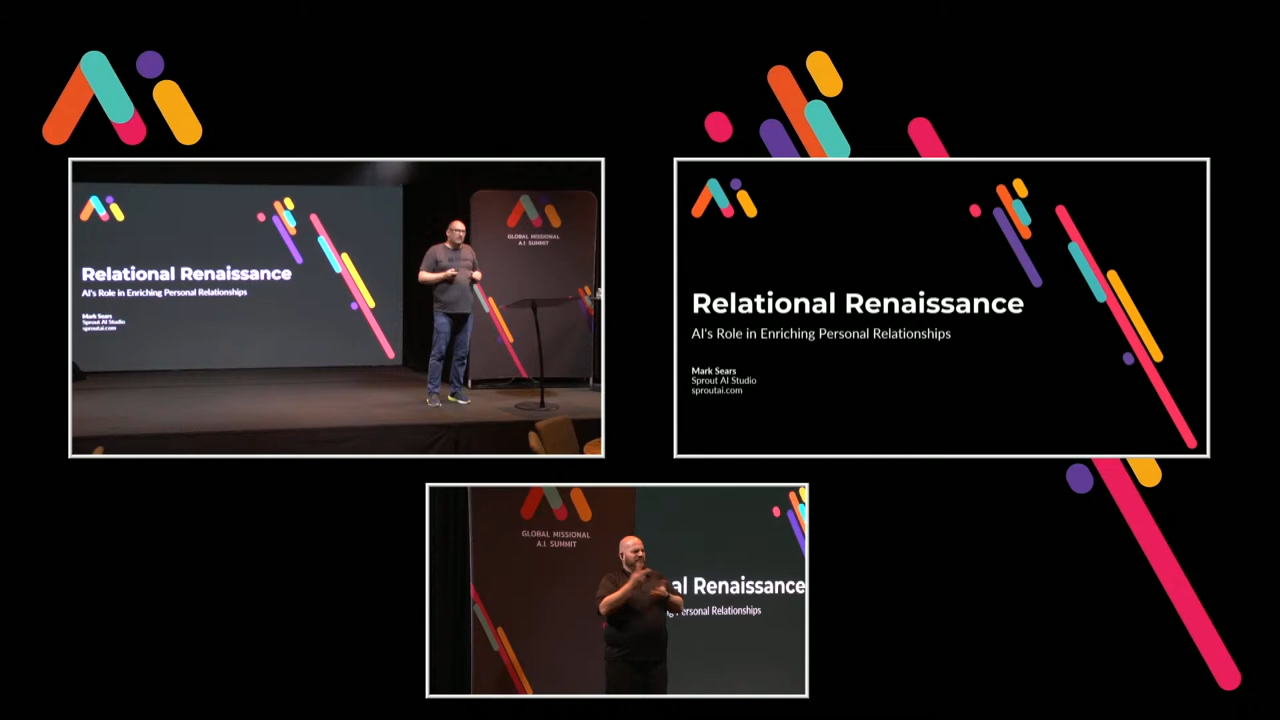 Relational Renaissance
AI's Role in Enriching Personal Relationships
Mark Sears
Sprout AI Studio
sproutai.com
GLOBAL MISSIONAL
A.I. SUMMIT
Relational Renaissance
AI's Role in Enriching Personal Relationships
Mark Sears
Sprout AI Studio
sproutai.com
GLOBAL MISSIONAL
A.I. SUMMIT
al Renaissance
ersonal Relationships